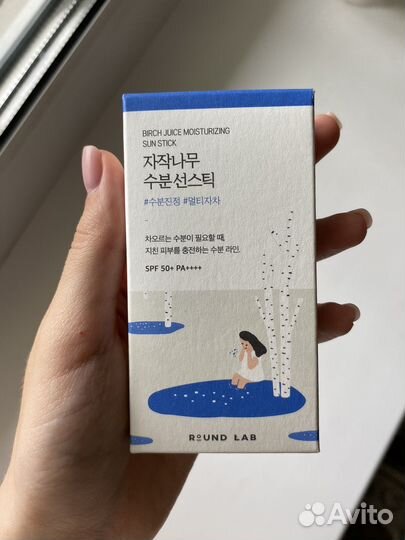 BIRCH JUICE MOISTURIZING
SUN STICK
자작나무
수분선스틱
#수분진정 #멀티자차
-
차오르는 수분이 필요할 때,
지친 피부를 충전하는 수분 라인.
SPF 50+ PA++++
ROUND LAB
Avito